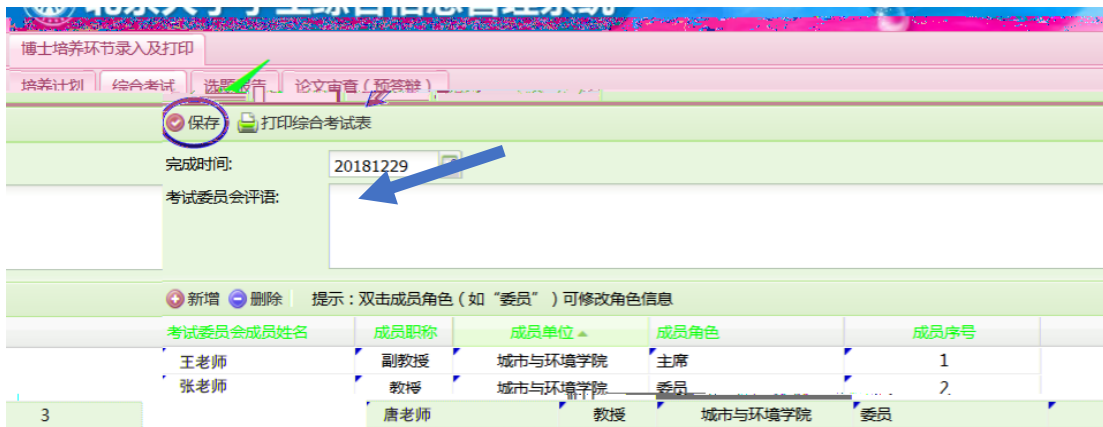 博士培养环节录入及打印
培养计划 综合考试 选题报告 论文审查（预答辩）
保存 打印综合考试表
完成时间: 20181229
考试委员会评语:
新增 删除 提示：双击成员角色（如“委员”）可修改角色信息
考试委员会成员姓名 成员职称 成员单位 成员角色 成员序号
王老师 副教授 城市与环境学院 主席 1
张老师 教授 城市与环境学院 委员 2
3 唐老师 教授 城市与环境学院 委员